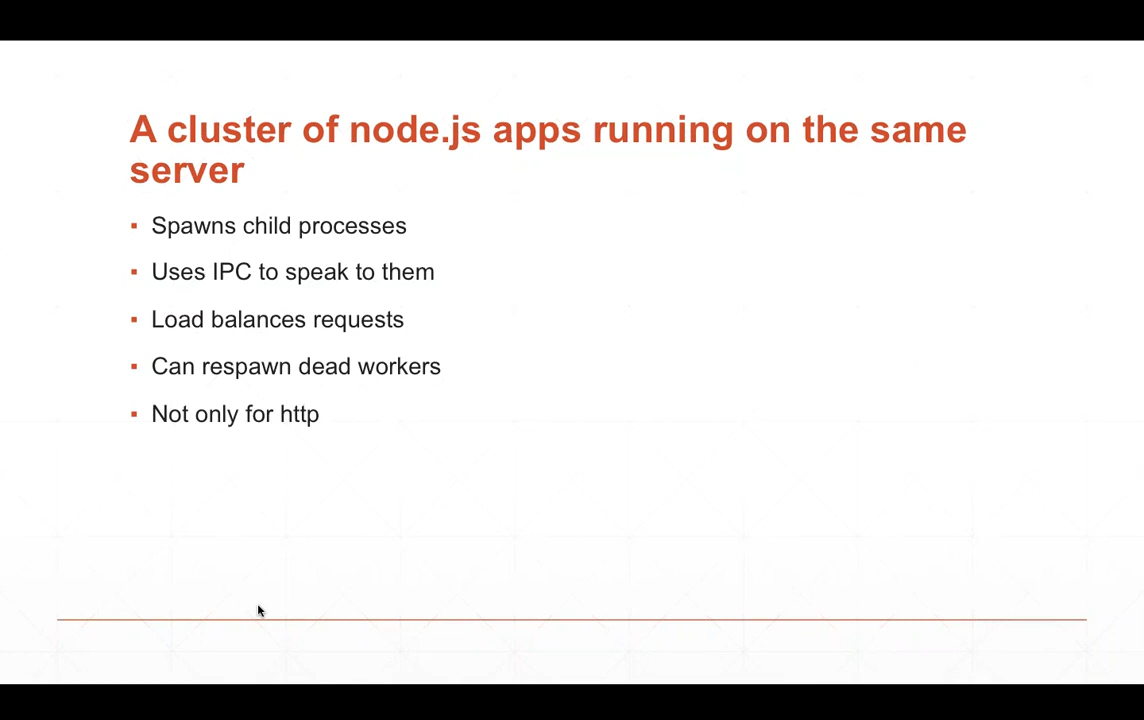 A cluster of node.js apps running on the same
server
▪ Spawns child processes
▪ Uses IPC to speak to them
▪ Load balances requests
▪ Can respawn dead workers
▪ Not only for http